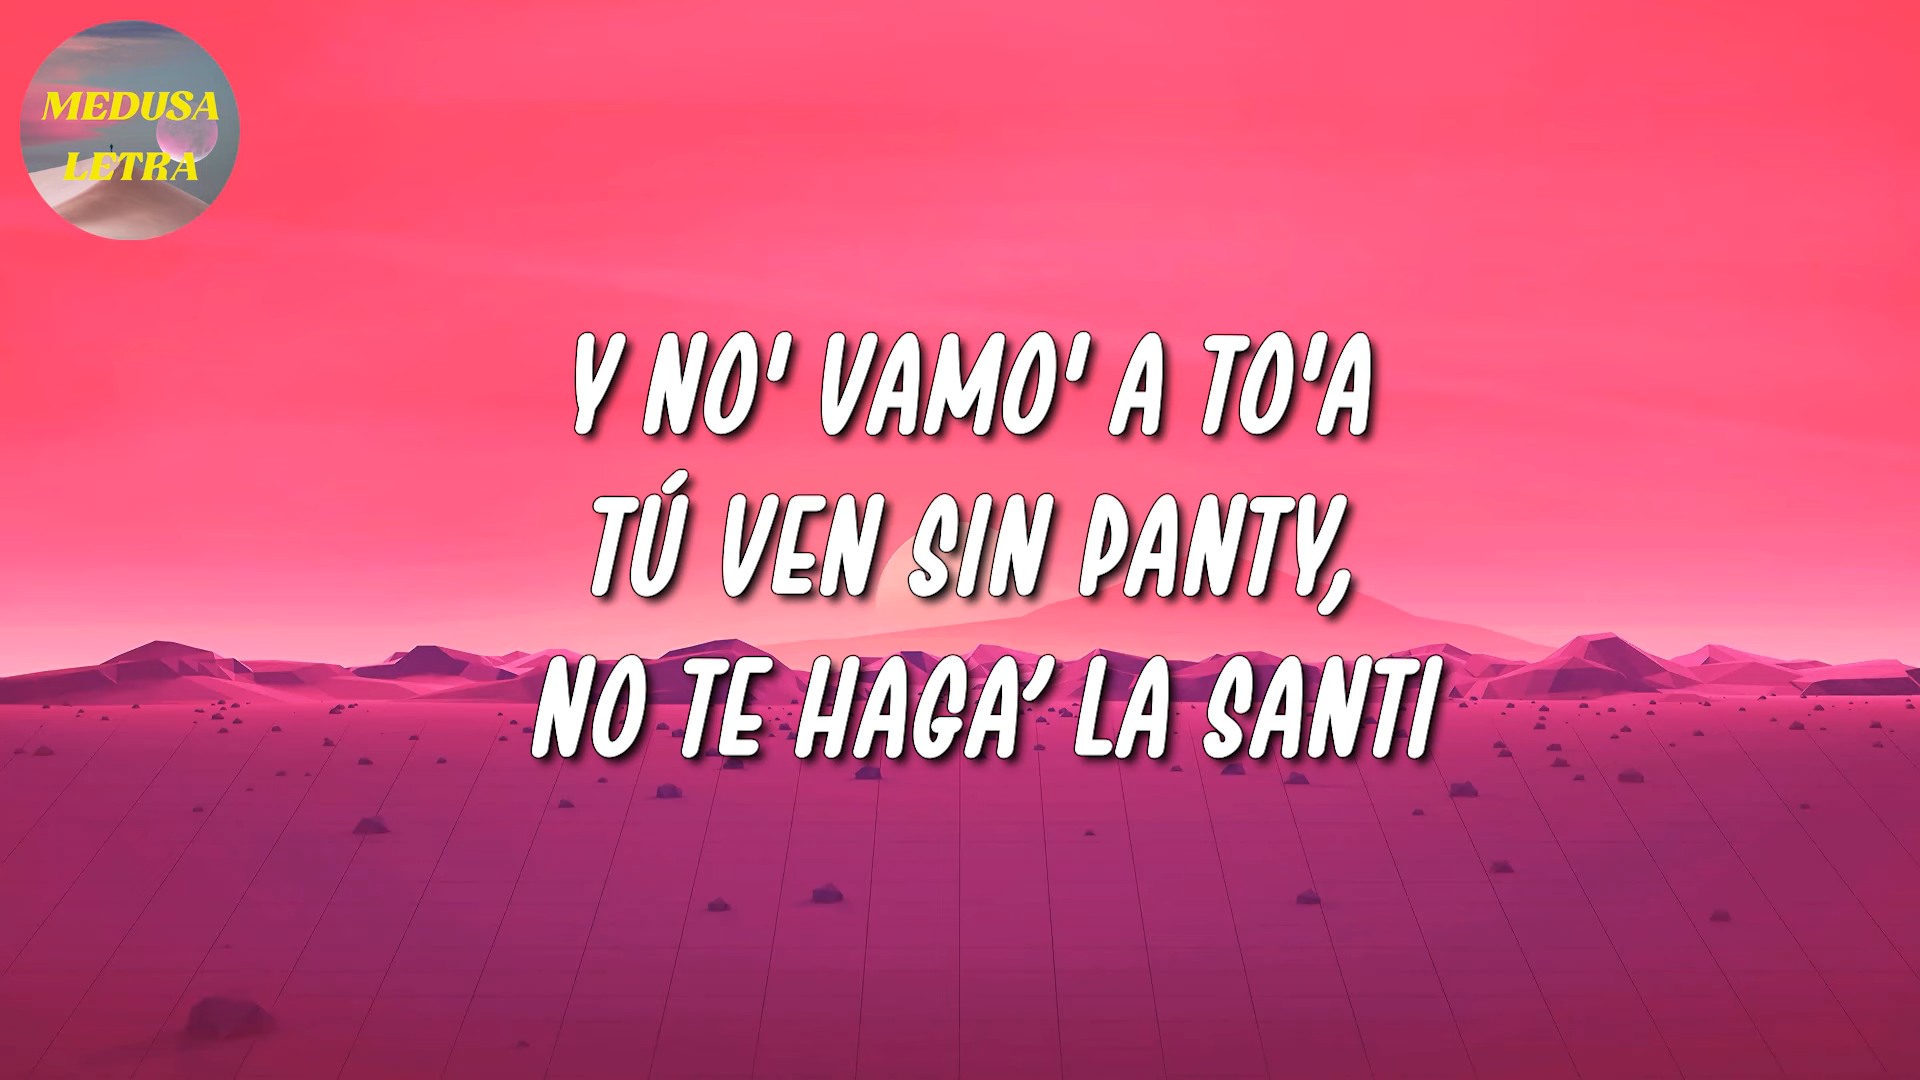 MEDUSA
LETRA
Y NO' VAMO' A TO'A
TÚ VEN SIN PANTY,
NO TE HAGA' LA SANTI